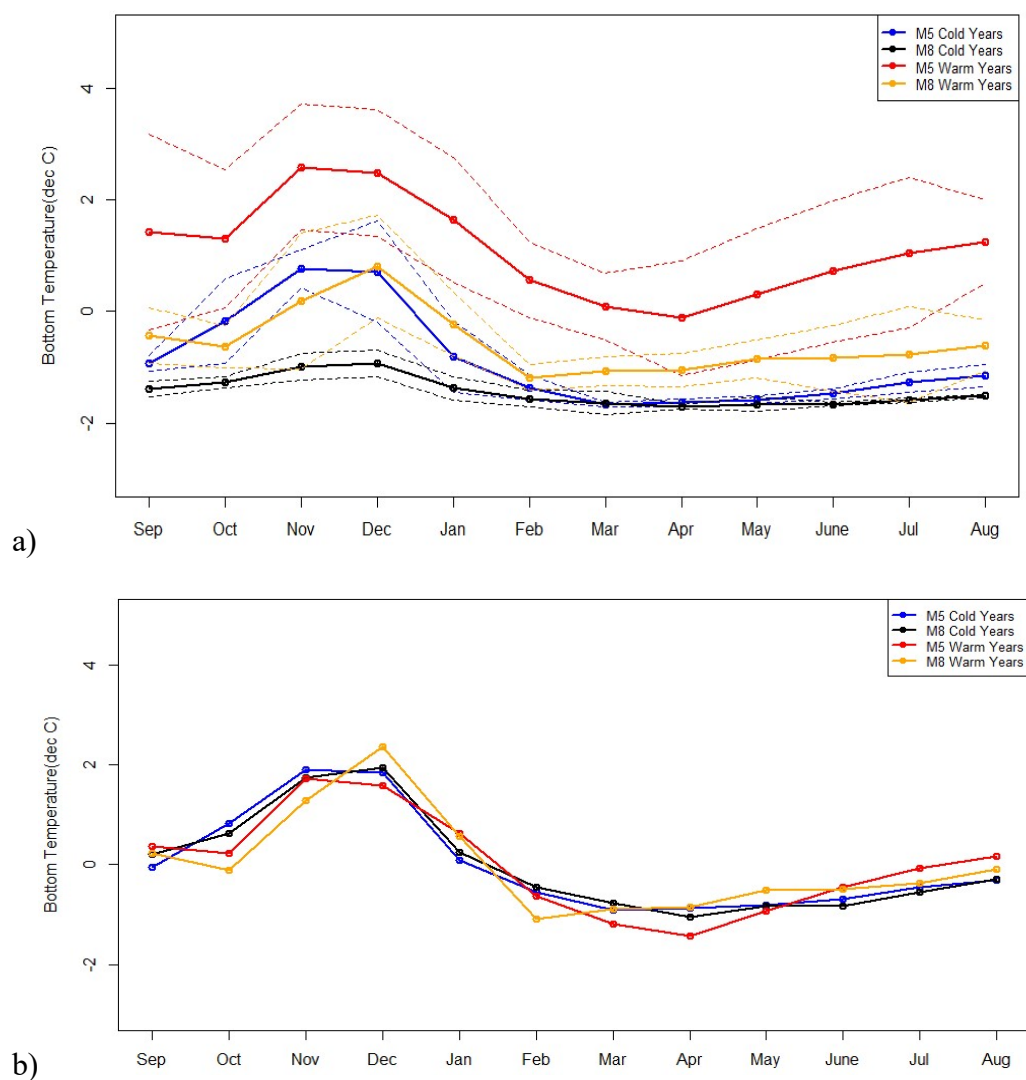 M5 Cold Years
M8 Cold Years
M5 Warm Years
M8 Warm Years
Bottom Temperature(dec C)
4
2
0
-2
Sep Oct Nov Dec Jan Feb Mar Apr May June Jul Aug
a)
M5 Cold Years
M8 Cold Years
M5 Warm Years
M8 Warm Years
Bottom Temperature(dec C)
4
2
0
-2
Sep Oct Nov Dec Jan Feb Mar Apr May June Jul Aug
b)